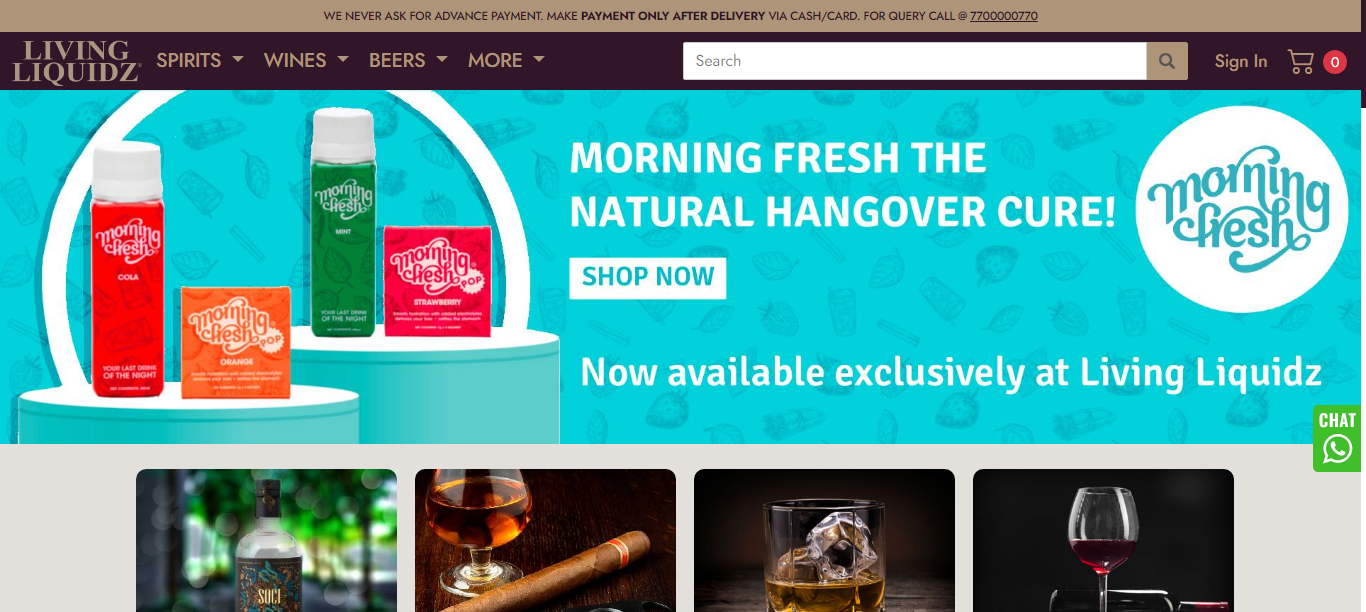 WE NEVER ASK FOR ADVANCE PAYMENT. MAKE PAYMENT ONLY AFTER DELIVERY VIA CASH/CARD. FOR QUERY CALL @ 7700000770
LIVING
LIQUIDZ
SPIRITS
WINES
BEERS
MORE
Search
Sign In
0
MORNING FRESH THE
NATURAL HANGOVER CURE!
SHOP NOW
Now available exclusively at Living Liquidz
morning
fresh
morning
fresh
COLA
YOUR LAST DRINK
OF THE NIGHT
morning
fresh
POP
ORANGE
morning
fresh
MINT
YOUR LAST DRINK
OF THE NIGHT
morning
fresh
POP
STRAWBERRY
CHAT
SOCI